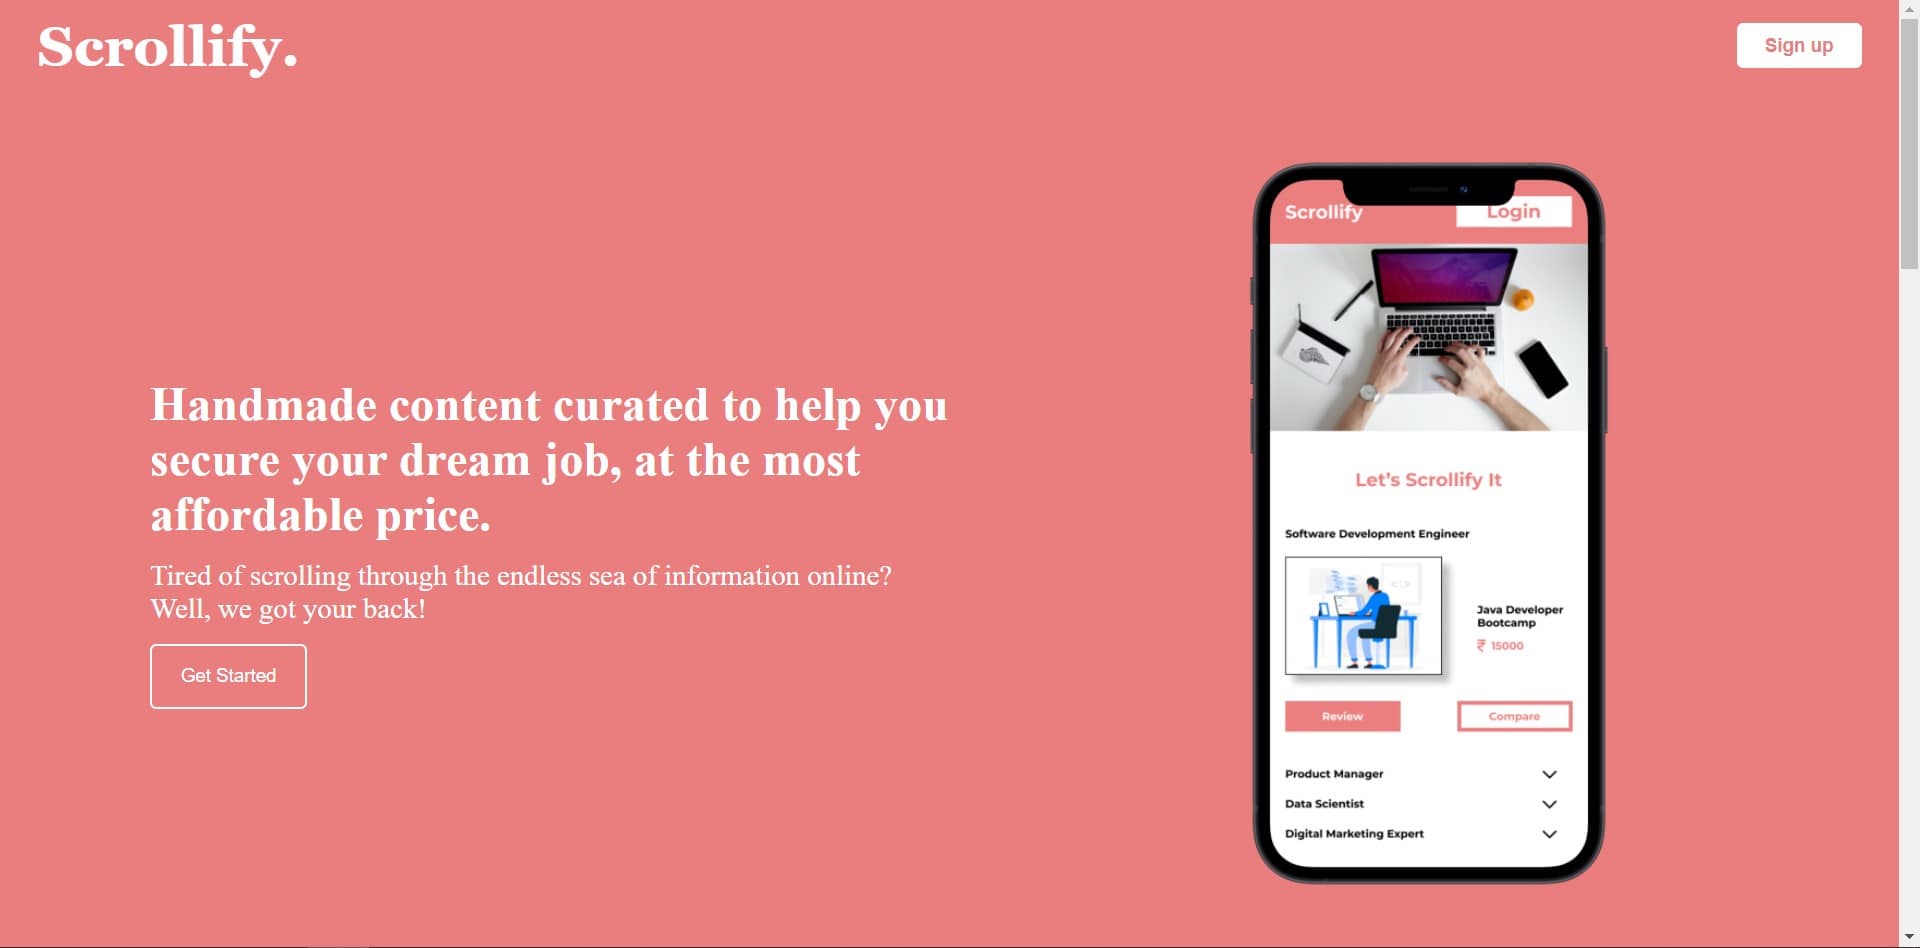 Scrollify.
Sign up
Handmade content curated to help you
secure your dream job, at the most
affordable price.
Tired of scrolling through the endless sea of information online?
Well, we got your back!
Get Started
Scrollify
Login
Let's Scrollify It
Software Development Engineer
Java Developer
Bootcamp
₹ 15000
Review
Compare
Product Manager
Data Scientist
Digital Marketing Expert